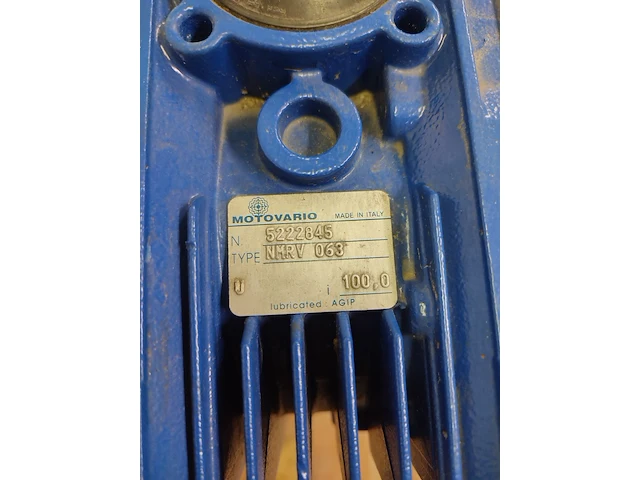 MOTOVARIO MADE IN ITALY
N 5222845
TYPE NMRV 063
U i 100,0
lubricated: AGIP